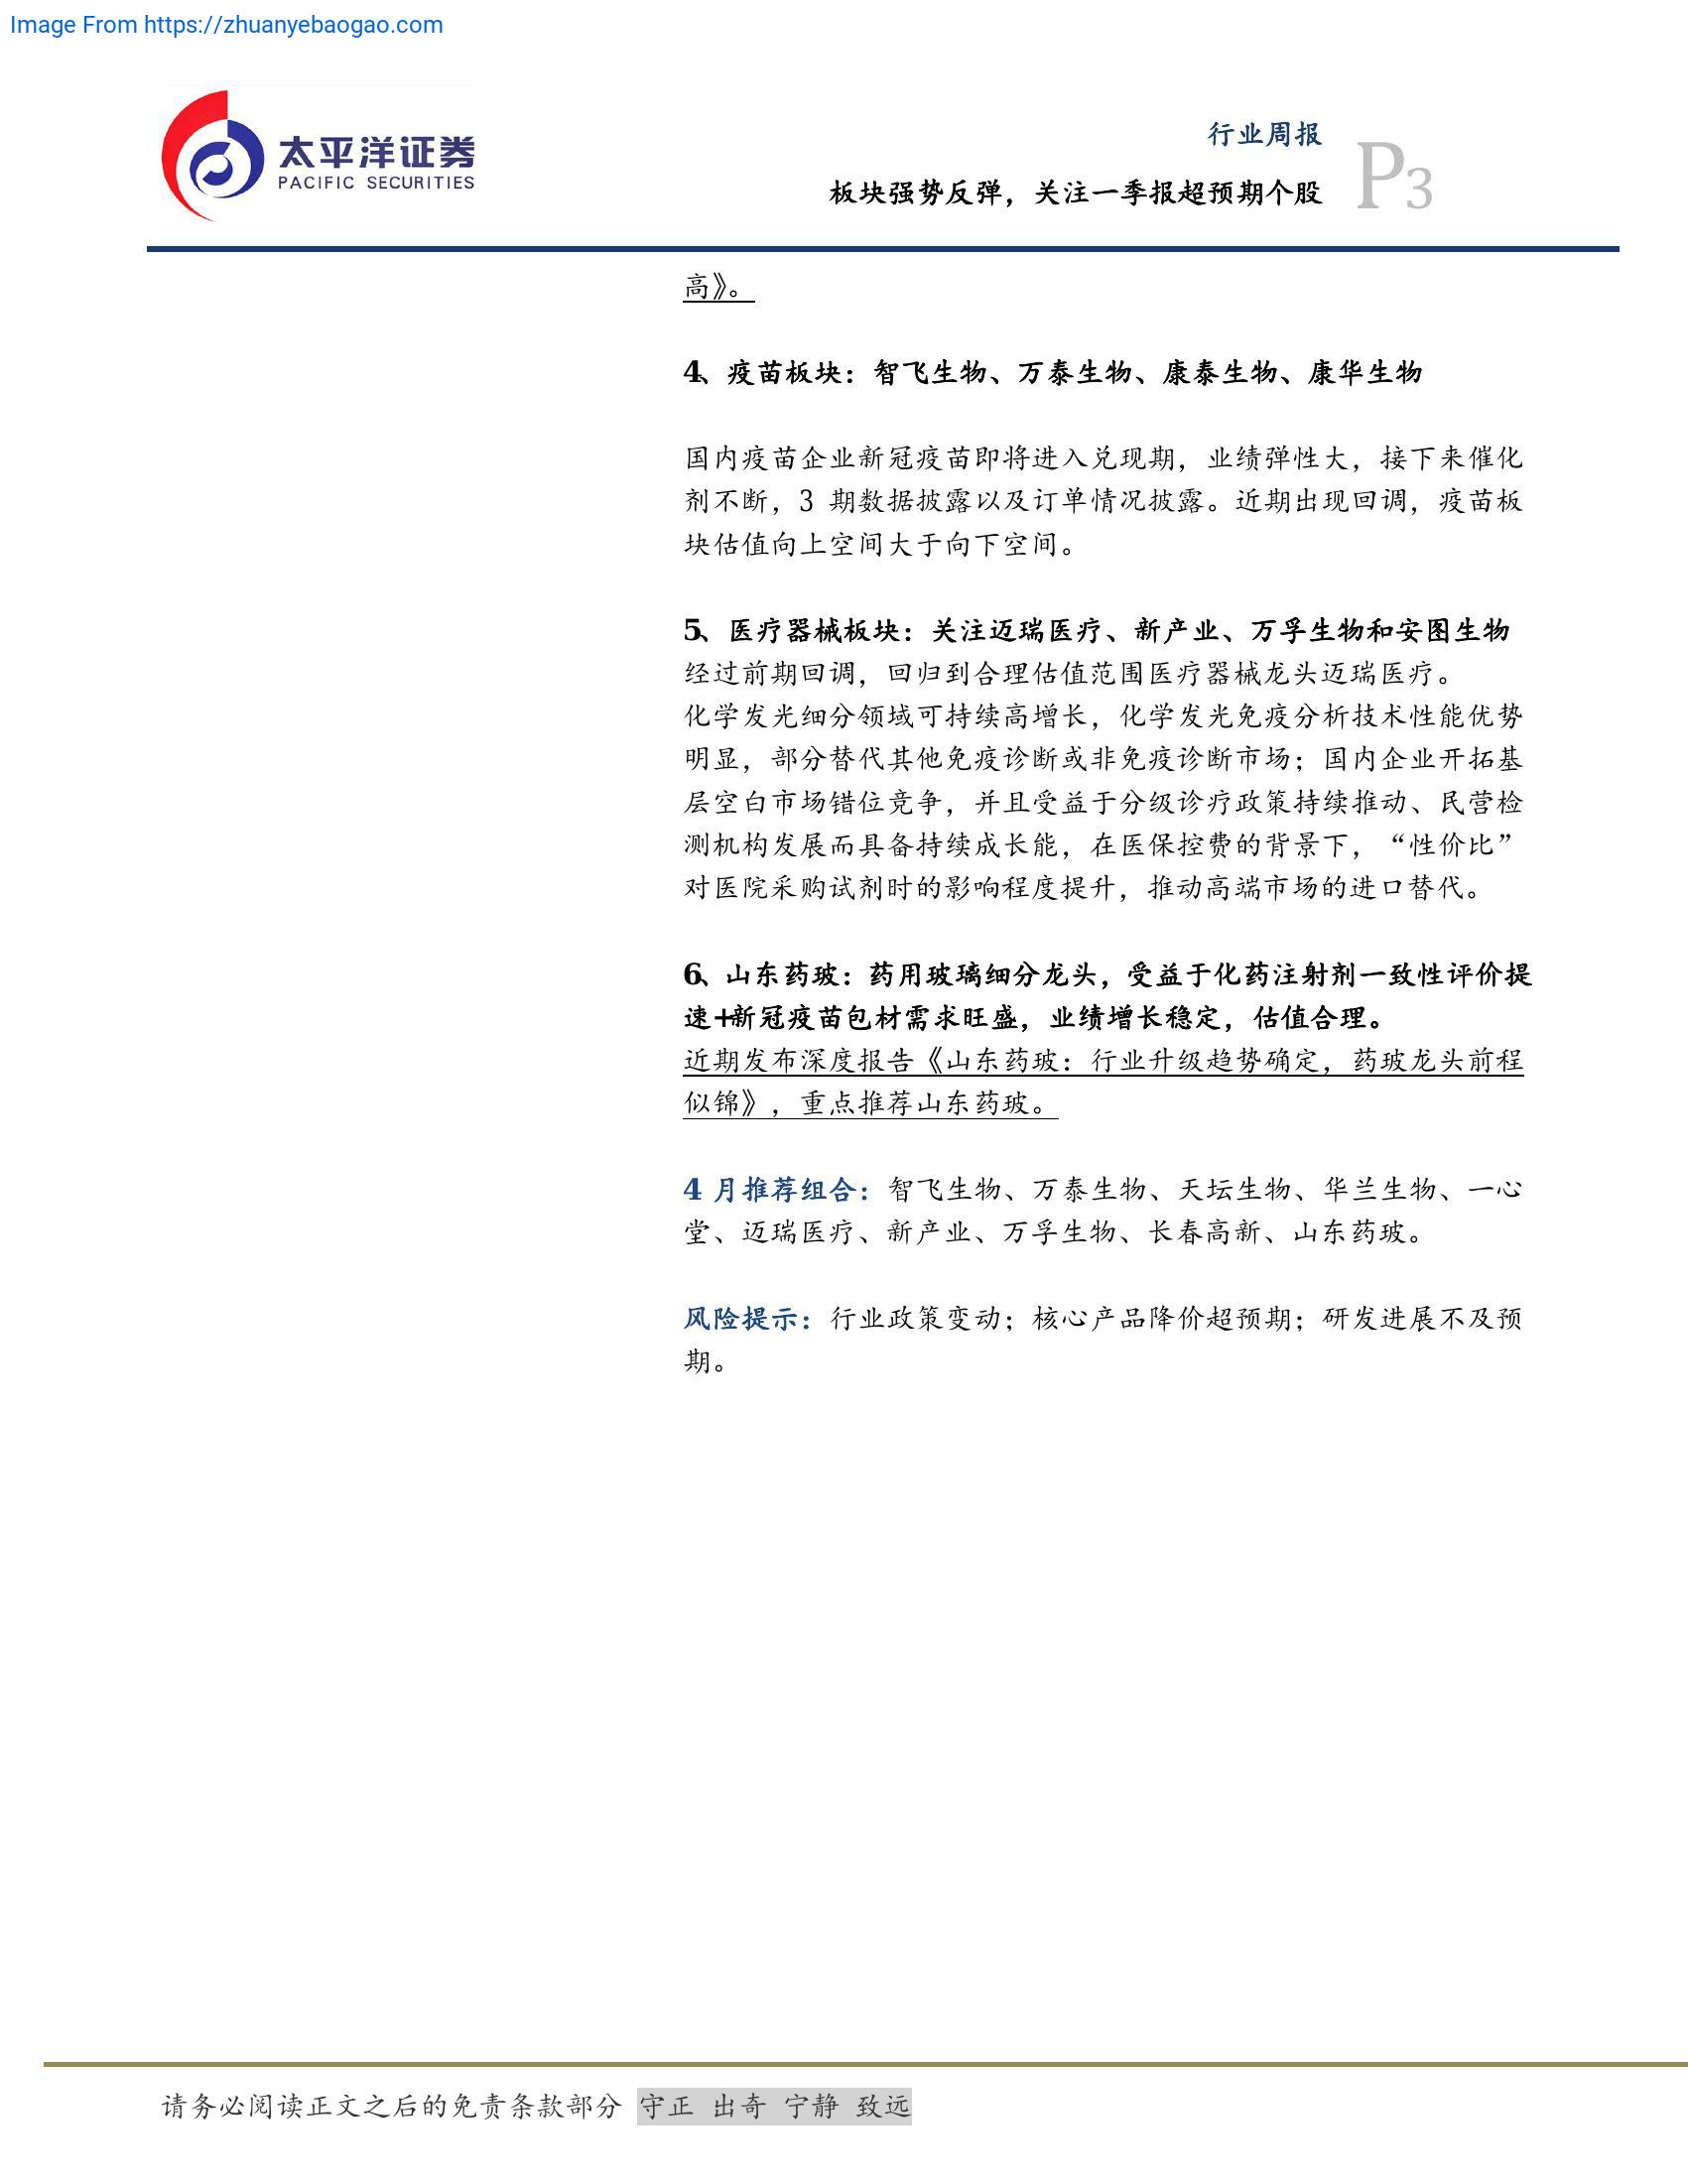 Image From https://zhuanyebaogao.com
太平洋证券
PACIFIC SECURITIES
行业周报
板块强势反弹，关注一季报超预期个股
P3
高》。
4、疫苗板块：智飞生物、万泰生物、康泰生物、康华生物
国内疫苗企业新冠疫苗即将进入兑现期，业绩弹性大，接下来催化
剂不断，3 期数据披露以及订单情况披露。近期出现回调，疫苗板
块估值向上空间大于向下空间。
5、医疗器械板块：关注迈瑞医疗、新产业、万孚生物和安图生物
经过前期回调，回归到合理估值范围医疗器械龙头迈瑞医疗。
化学发光细分领域可持续高增长，化学发光免疫分析技术性能优势
明显，部分替代其他免疫诊断或非免疫诊断市场；国内企业开拓基
层空白市场错位竞争，并且受益于分级诊疗政策持续推动、民营检
测机构发展而具备持续成长能，在医保控费的背景下，“性价比”
对医院采购试剂时的影响程度提升，推动高端市场的进口替代。
6、山东药玻：药用玻璃细分龙头，受益于化药注射剂一致性评价提
速+新冠疫苗包材需求旺盛，业绩增长稳定，估值合理。
近期发布深度报告《山东药玻：行业升级趋势确定，药玻龙头前程
似锦》，重点推荐山东药玻。
4 月推荐组合：智飞生物、万泰生物、天坛生物、华兰生物、一心
堂、迈瑞医疗、新产业、万孚生物、长春高新、山东药玻。
风险提示：行业政策变动；核心产品降价超预期；研发进展不及预
期。
请务必阅读正文之后的免责条款部分 守正 出奇 宁静 致远